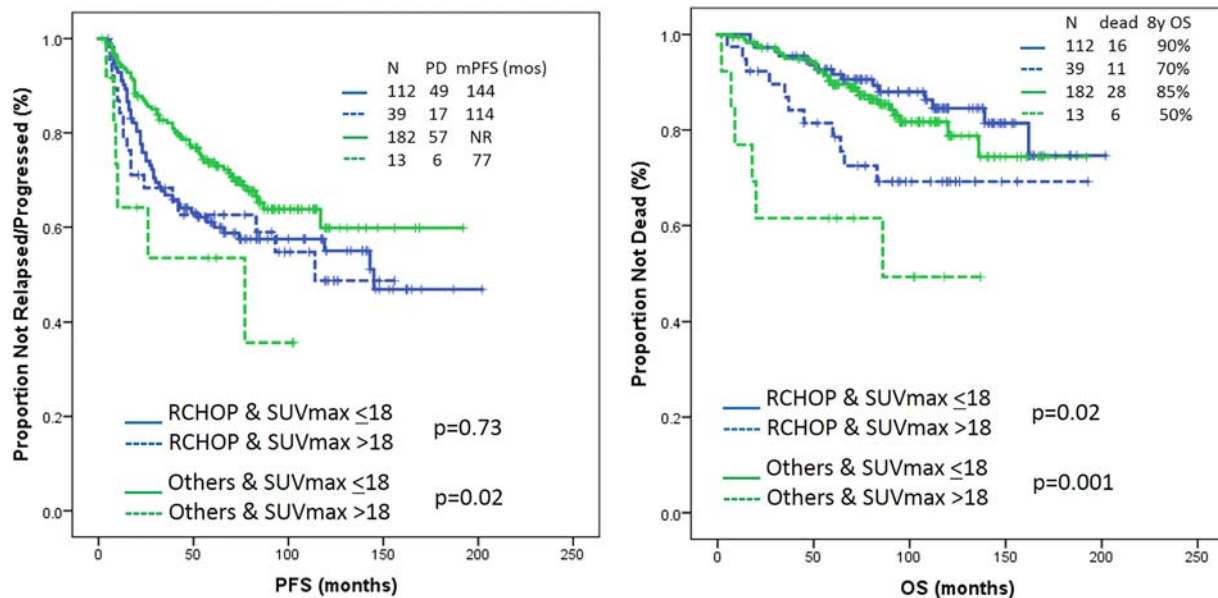 N PD mPFS (mos)
112 49 144
39 17 114
182 57 NR
13 6 77
1.0
0.8
0.6
0.4
0.2
0.0
Proportion Not Relapsed/Progressed (%)
RCHOP & SUVmax ≤18
RCHOP & SUVmax >18
p=0.73
Others & SUVmax ≤18
Others & SUVmax >18
p=0.02
0 50 100 150 200 250
PFS (months)
N dead 8y OS
112 16 90%
39 11 70%
182 28 85%
13 6 50%
1.0
0.8
0.6
0.4
0.2
0.0
Proportion Not Dead (%)
RCHOP & SUVmax ≤18
RCHOP & SUVmax >18
p=0.02
Others & SUVmax ≤18
Others & SUVmax >18
p=0.001
0 50 100 150 200 250
OS (months)